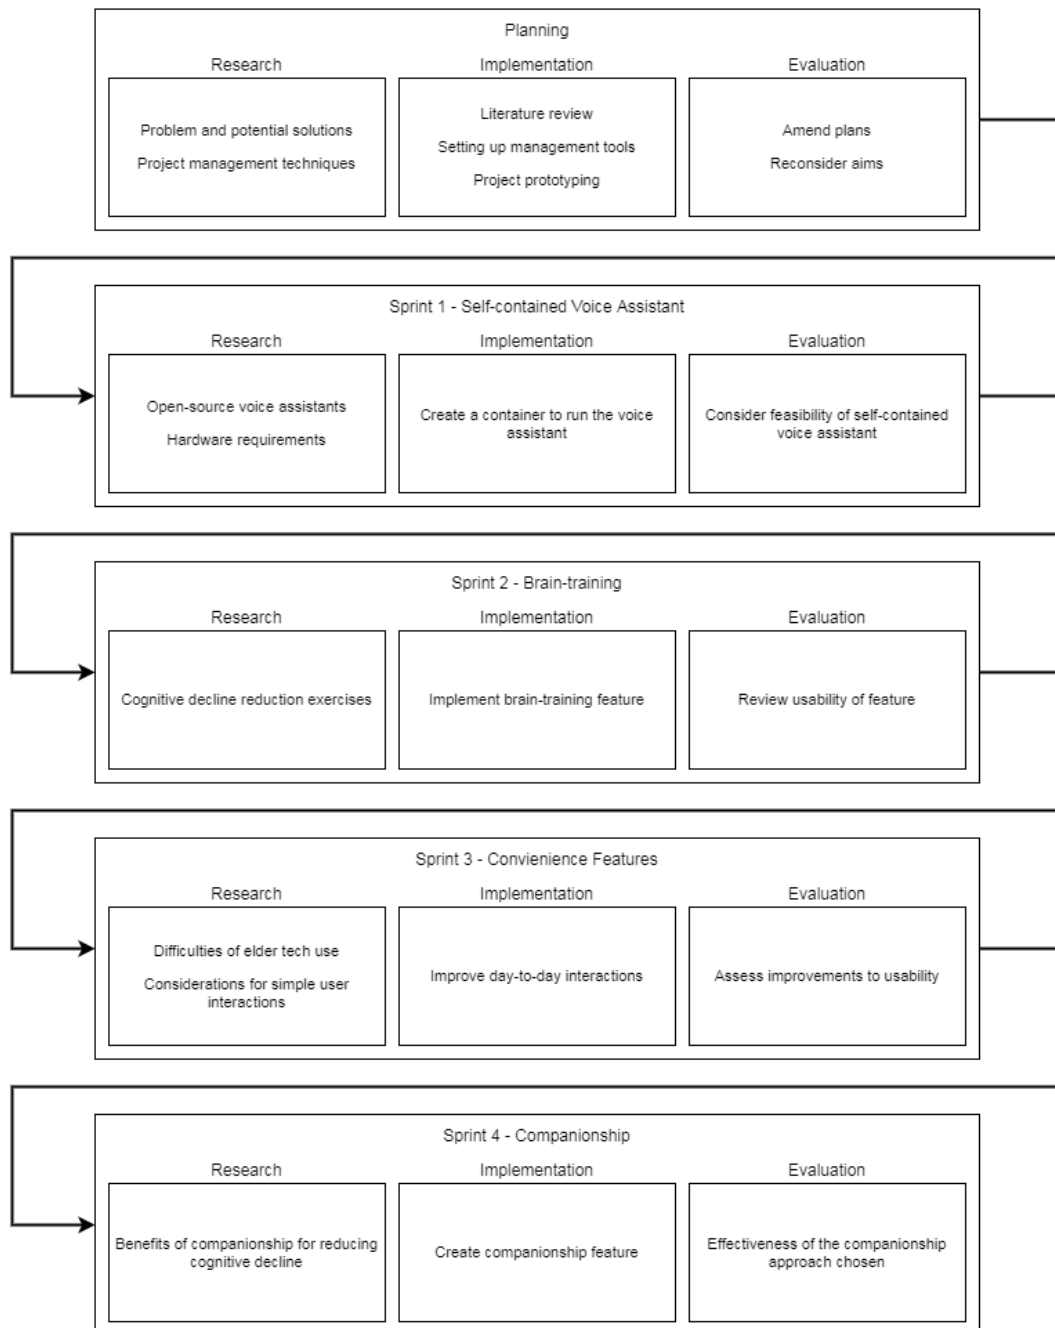 Planning
Research
Implementation
Evaluation
Problem and potential solutions
Project management techniques
Literature review
Setting up management tools
Project prototyping
Amend plans
Reconsider aims
Sprint 1 - Self-contained Voice Assistant
Research
Implementation
Evaluation
Open-source voice assistants
Hardware requirements
Create a container to run the voice
assistant
Consider feasibility of self-contained
voice assistant
Sprint 2 - Brain-training
Research
Implementation
Evaluation
Cognitive decline reduction exercises
Implement brain-training feature
Review usability of feature
Sprint 3 - Convienience Features
Research
Implementation
Evaluation
Difficulties of elder tech use
Considerations for simple user
interactions
Improve day-to-day interactions
Assess improvements to usability
Sprint 4 - Companionship
Research
Implementation
Evaluation
Benefits of companionship for reducing
cognitive decline
Create companionship feature
Effectiveness of the companionship
approach chosen